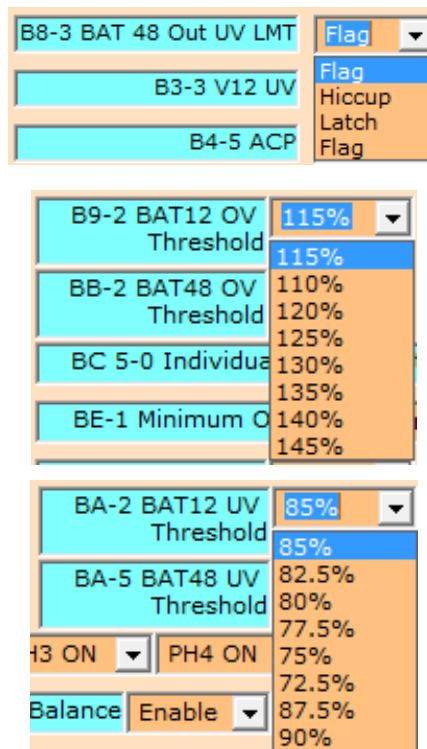 B8-3 BAT 48 Out UV LMT
Flag
Flag
Hiccup
Latch
Flag
B3-3 V12 UV
B4-5 ACP
B9-2 BAT12 OV
Threshold
115%
115%
110%
120%
125%
130%
135%
140%
145%
BB-2 BAT48 OV
Threshold
BC 5-0 Individua
BE-1 Minimum O
BA-2 BAT12 UV
Threshold
85%
85%
82.5%
80%
77.5%
75%
72.5%
87.5%
90%
BA-5 BAT48 UV
Threshold
H3 ON
PH4 ON
Balance
Enable